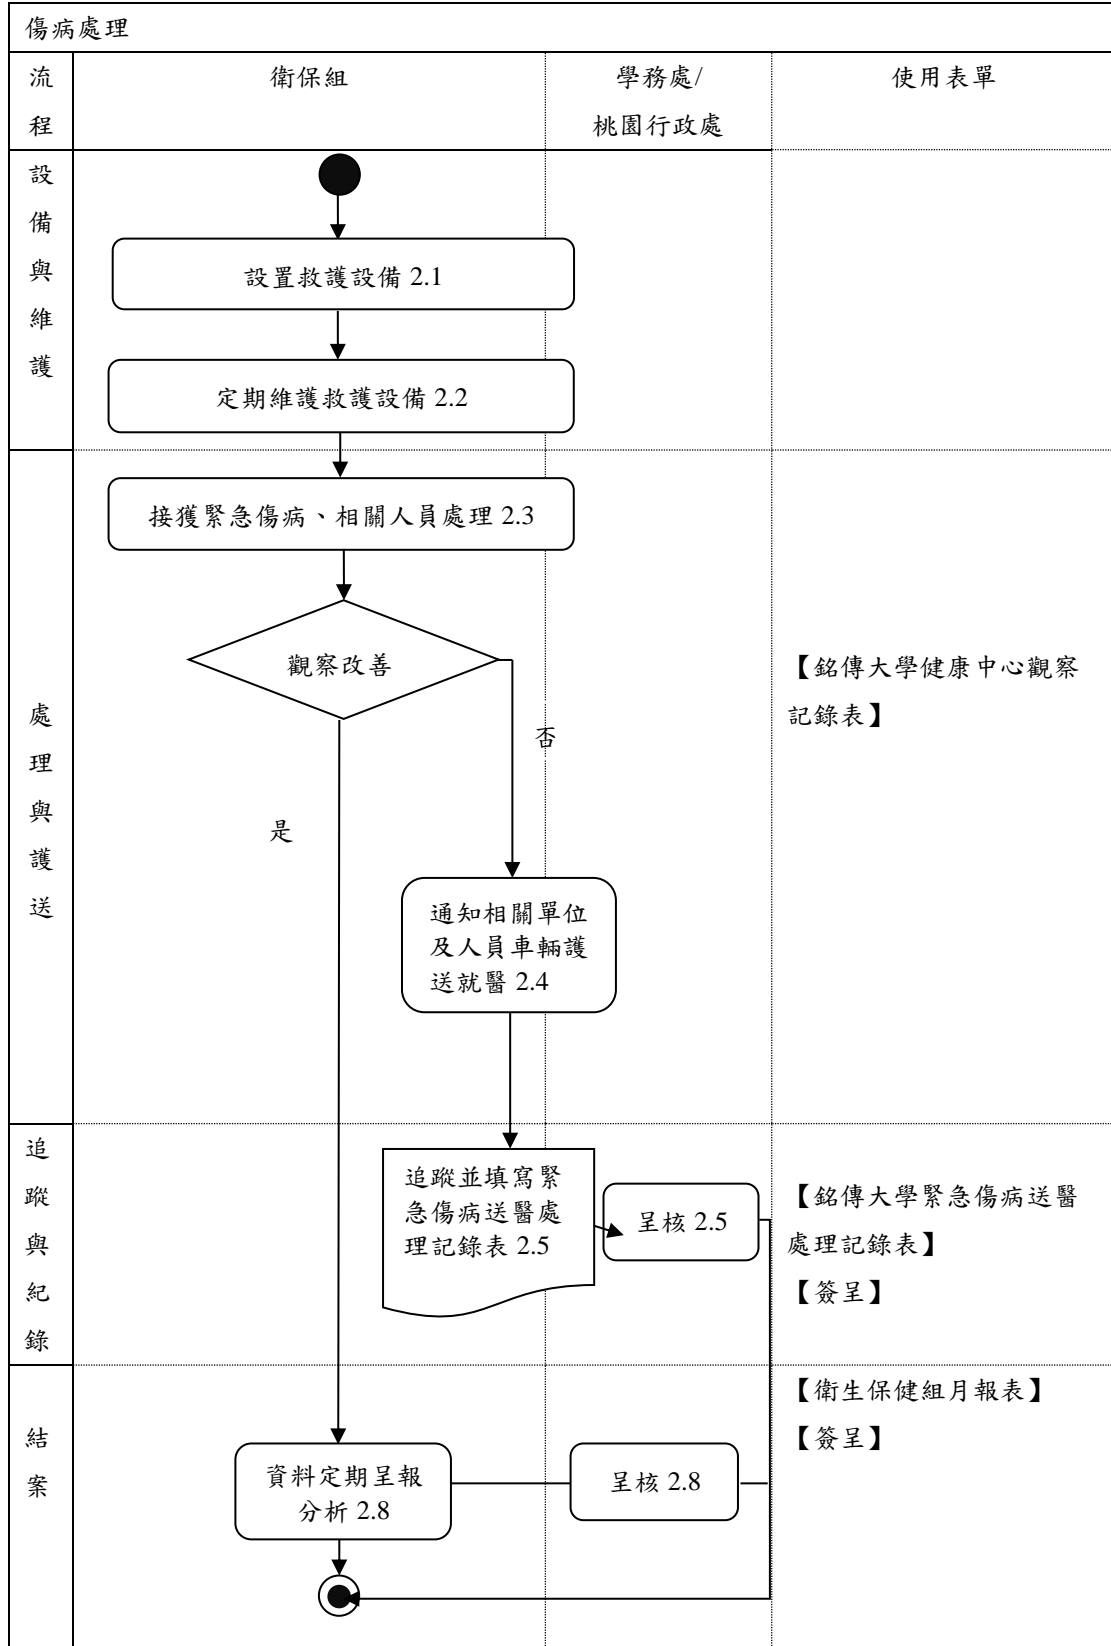 傷病處理
流程
衛保組
學務處/
桃園行政處
使用表單
設備與維護
設置救護設備 2.1
定期維護救護設備 2.2
處理與護送
接獲緊急傷病、相關人員處理 2.3
觀察改善
【銘傳大學健康中心觀察
記錄表】
否
是
通知相關單位
及人員車輛護
送就醫 2.4
追蹤與紀錄
追蹤並填寫緊
急傷病送醫處
理記錄表 2.5
呈核 2.5
【銘傳大學緊急傷病送醫
處理記錄表】
【簽呈】
結案
【衛生保健組月報表】
【簽呈】
資料定期呈報
分析 2.8
呈核 2.8